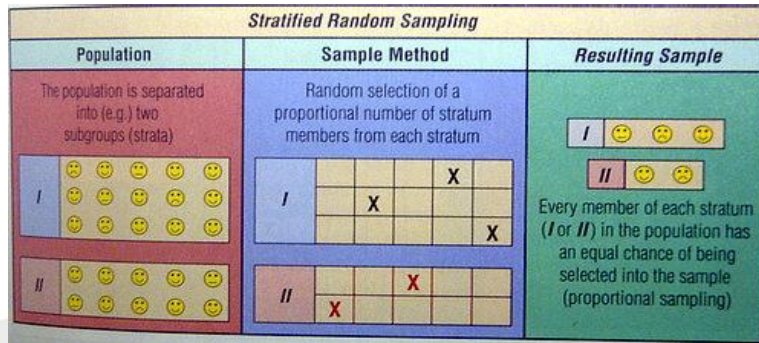 Stratified Random Sampling
Population
Sample Method
Resulting Sample
The population is separated
into (e.g.) two
subgroups (strata)
I
II
Random selection of a
proportional number of stratum
members from each stratum
I
X
X
X
II
X
X
I
II
Every member of each stratum
(I or II) in the population has
an equal chance of being
selected into the sample
(proportional sampling)